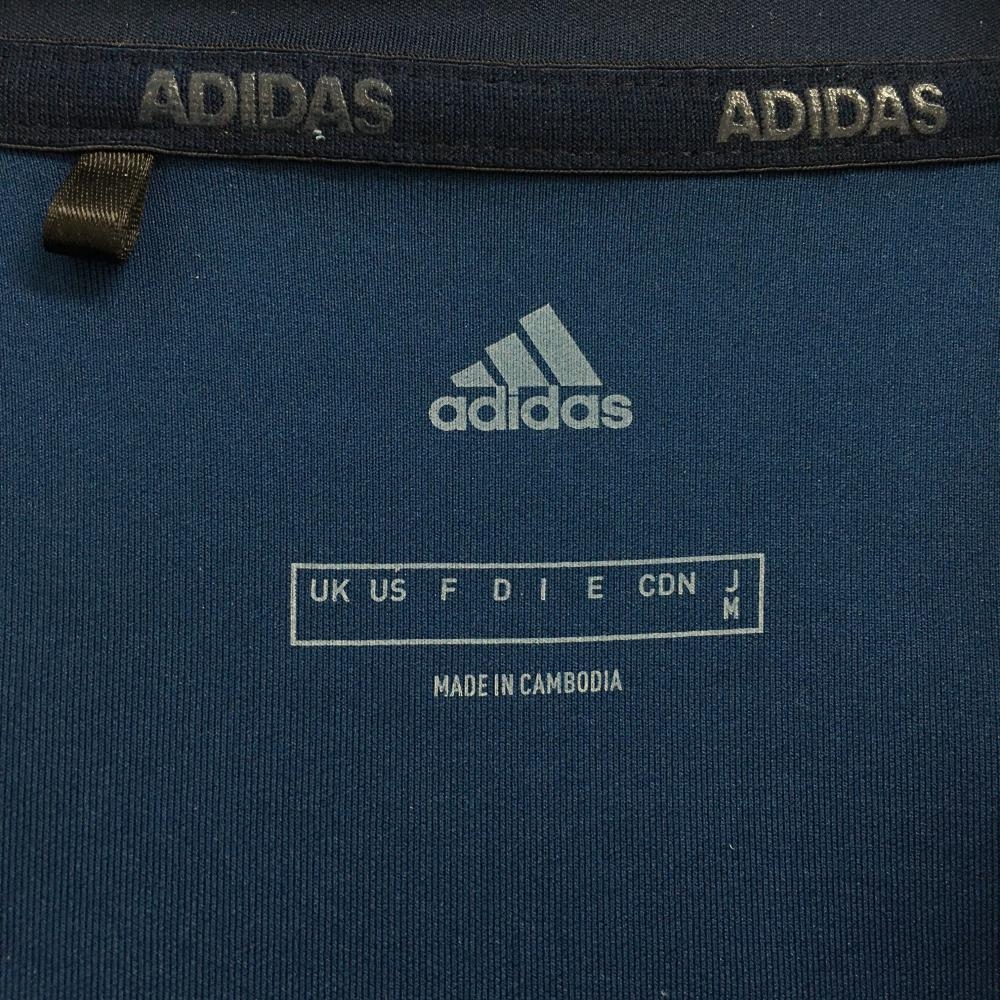 ADIDAS ADIDAS
adidas
UK US F D I E CDN J
M
MADE IN CAMBODIA